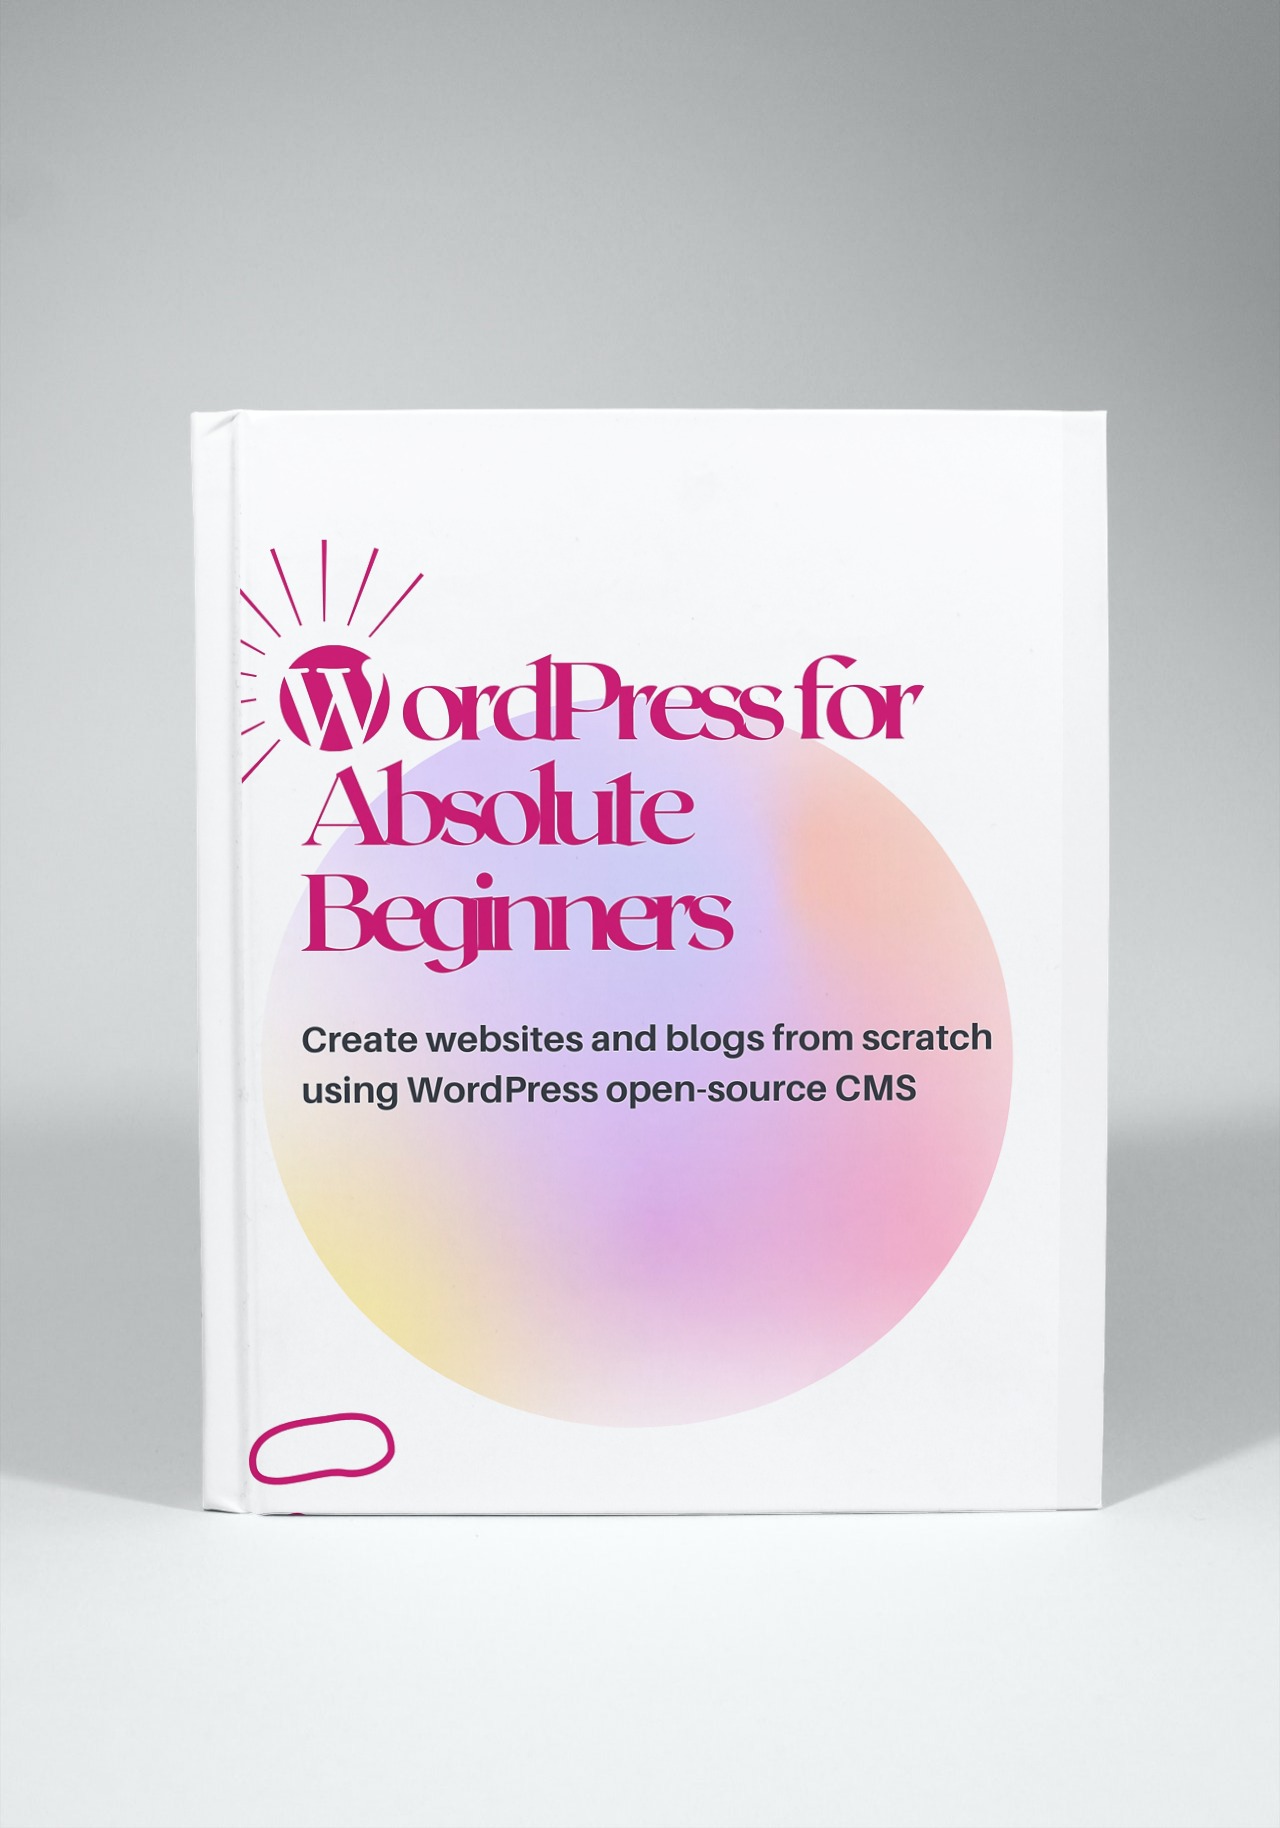 WordPress for
Absolute
Beginners
Create websites and blogs from scratch
using WordPress open-source CMS